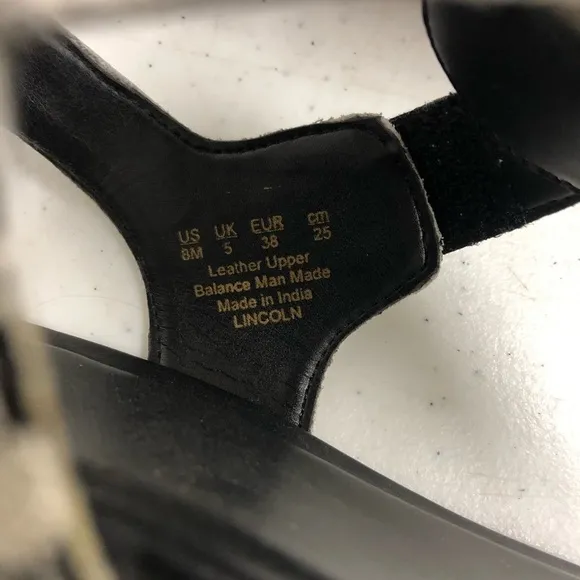 US UK EUR cm
8M 5 38 25
Leather Upper
Balance Man Made
Made in India
LINCOLN